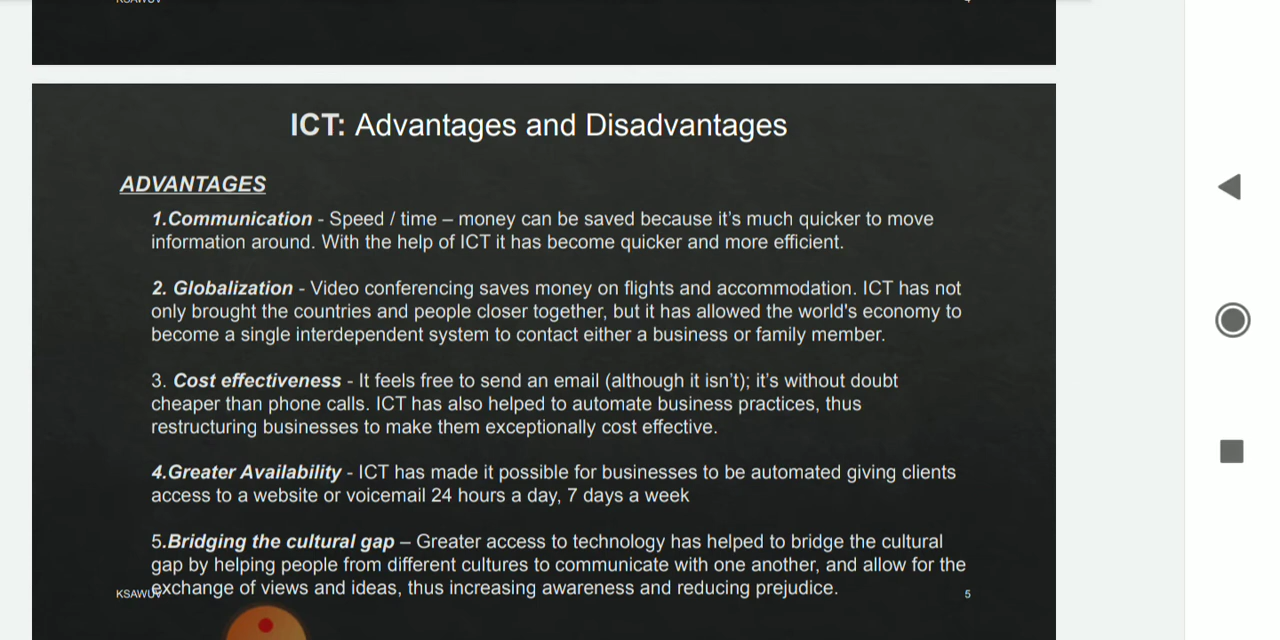 ICT: Advantages and Disadvantages
ADVANTAGES
1.Communication - Speed / time – money can be saved because it's much quicker to move
information around. With the help of ICT it has become quicker and more efficient.
2. Globalization - Video conferencing saves money on flights and accommodation. ICT has not
only brought the countries and people closer together, but it has allowed the world's economy to
become a single interdependent system to contact either a business or family member.
3. Cost effectiveness - It feels free to send an email (although it isn't); it's without doubt
cheaper than phone calls. ICT has also helped to automate business practices, thus
restructuring businesses to make them exceptionally cost effective.
4.Greater Availability - ICT has made it possible for businesses to be automated giving clients
access to a website or voicemail 24 hours a day, 7 days a week
5.Bridging the cultural gap – Greater access to technology has helped to bridge the cultural
gap by helping people from different cultures to communicate with one another, and allow for the
exchange of views and ideas, thus increasing awareness and reducing prejudice.
KSAWUV
5